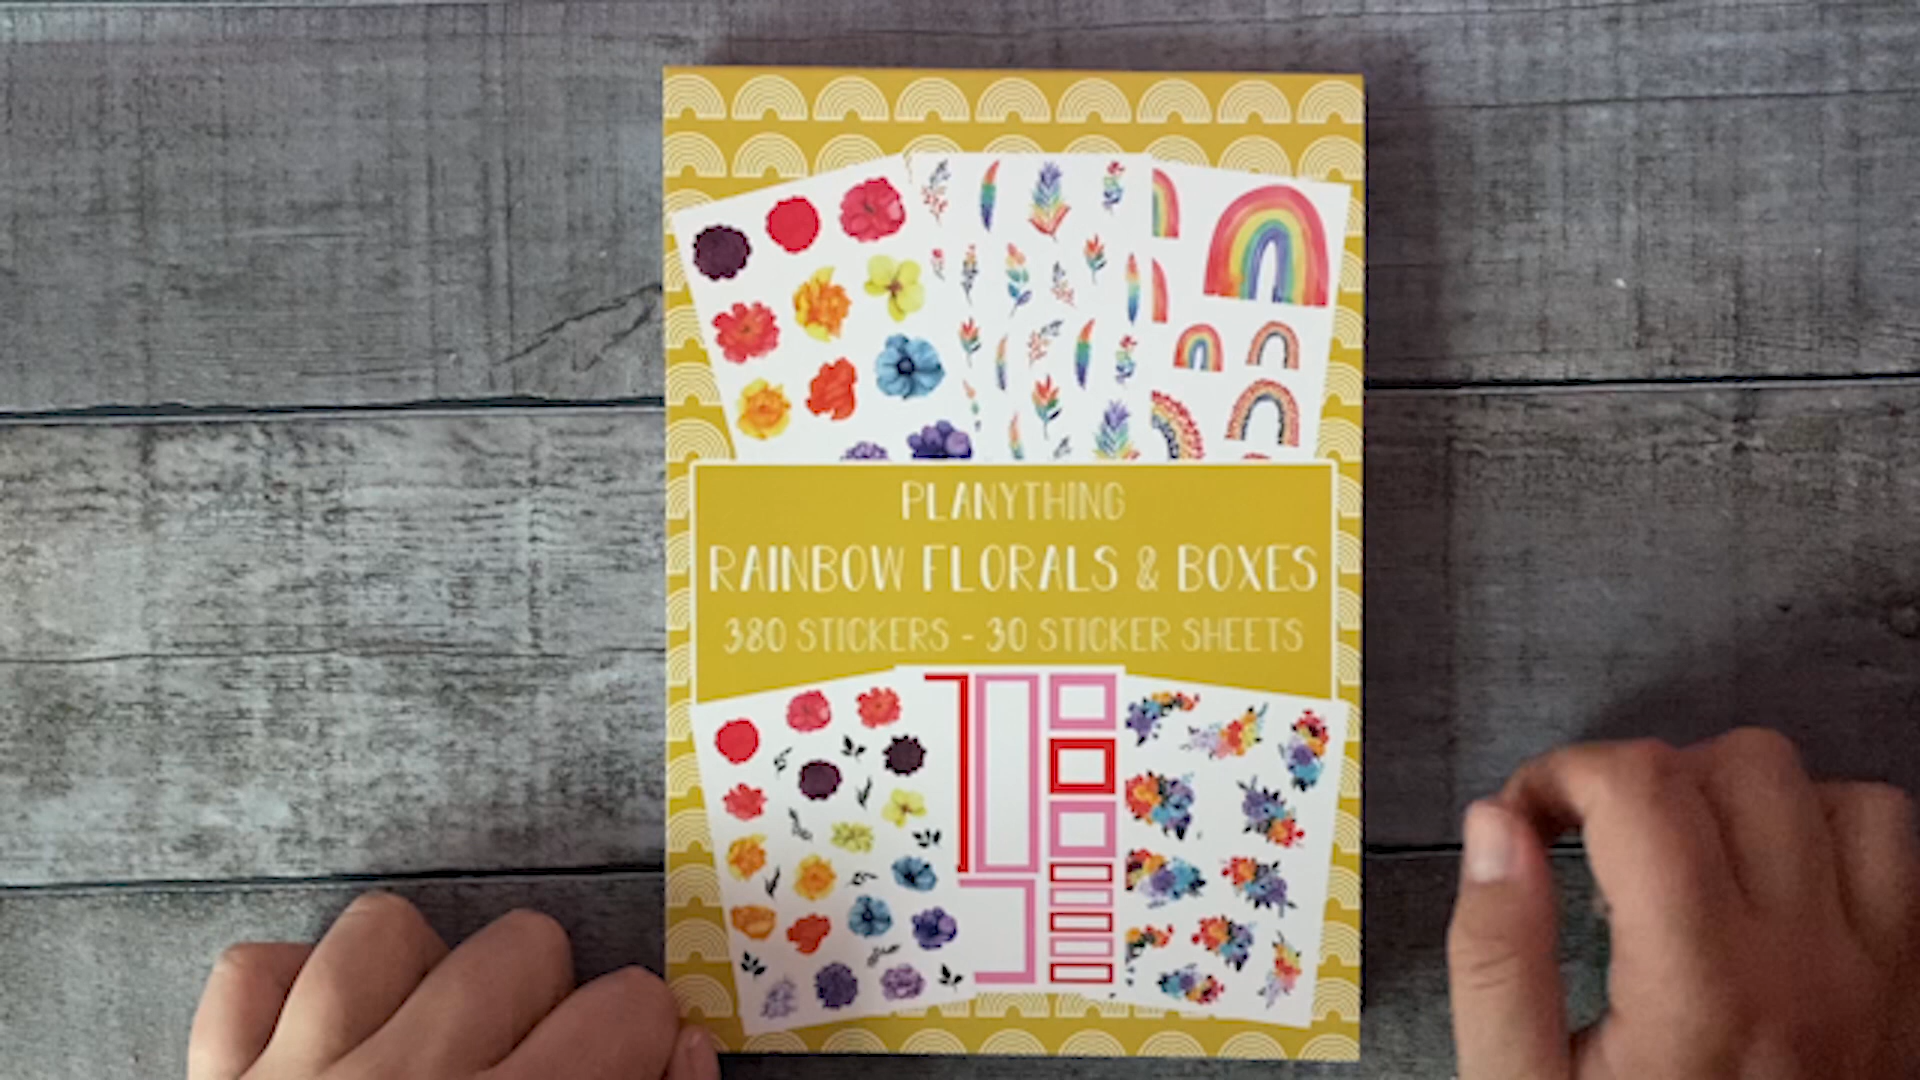 PLANYTHING
RAINBOW FLORALS & BOXES
380 STICKERS - 30 STICKER SHEETS